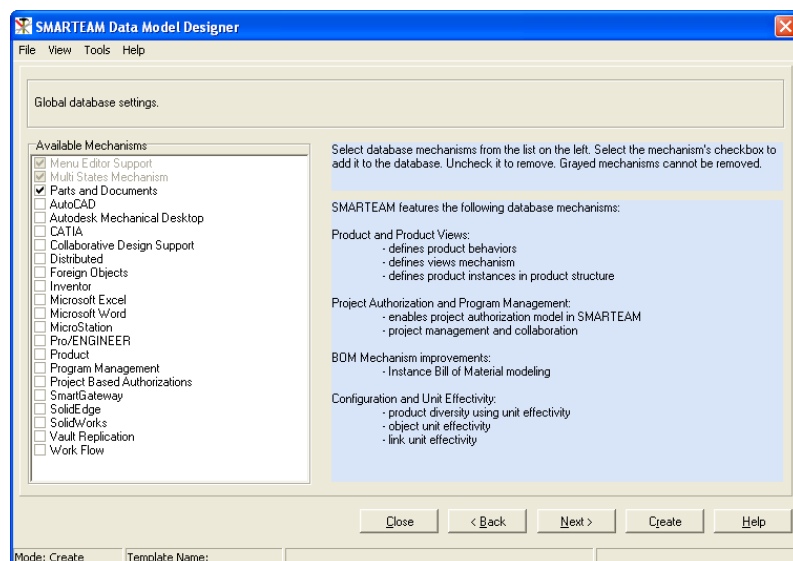 SMARTEAM Data Model Designer
File View Tools Help
Global database settings.
Available Mechanisms
Menu Editor Support
Multi States Mechanism
Parts and Documents
AutoCAD
Autodesk Mechanical Desktop
CATIA
Collaborative Design Support
Distributed
Foreign Objects
Inventor
Microsoft Excel
Microsoft Word
MicroStation
Pro/ENGINEER
Product
Program Management
Project Based Authorizations
SmartGateway
SolidEdge
SolidWorks
Vault Replication
Work Flow
Select database mechanisms from the list on the left. Select the mechanism's checkbox to
add it to the database. Uncheck it to remove. Grayed mechanisms cannot be removed.
SMARTEAM features the following database mechanisms:
Product and Product Views:
- defines product behaviors
- defines views mechanism
- defines product instances in product structure
Project Authorization and Program Management:
- enables project authorization model in SMARTEAM
- project management and collaboration
BOM Mechanism improvements:
- Instance Bill of Material modeling
Configuration and Unit Effectivity:
- product diversity using unit effectivity
- object unit effectivity
- link unit effectivity
Close < Back Next > Create Help
Mode: Create Template Name: